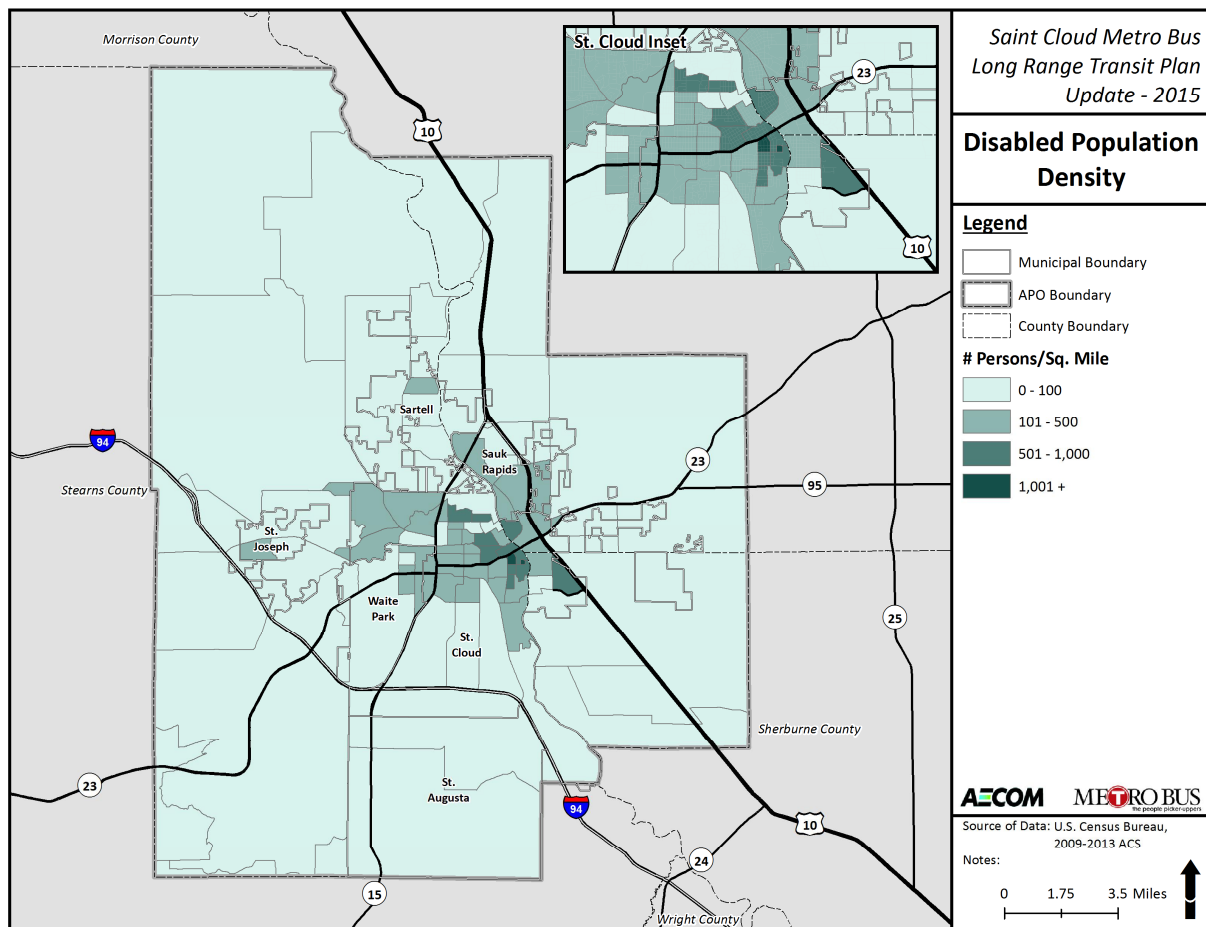 Morrison County
St. Cloud Inset
23
10
10
Sartell
Sauk
Rapids
94
23
95
Stearns County
St.
Joseph
Waite
Park
St.
Cloud
25
Sherburne County
St.
Augusta
23
94
10
24
15
Wright County
Saint Cloud Metro Bus
Long Range Transit Plan
Update - 2015
Disabled Population
Density
Legend
Municipal Boundary
APO Boundary
County Boundary
# Persons/Sq. Mile
0 - 100
101 - 500
501 - 1,000
1,001 +
AECOM
METRO BUS
the people picker-uppers
Source of Data: U.S. Census Bureau,
2009-2013 ACS
Notes:
0 1.75 3.5 Miles
N